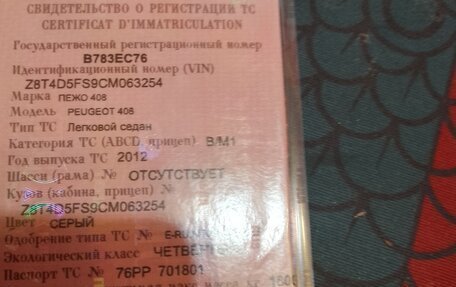 СВИДЕТЕЛЬСТВО О РЕГИСТРАЦИИ ТС
CERTIFICAT D'IMMATRICULATION
Государственный регистрационный номер
В783ЕС76
Идентификационный номер (VIN)
Z8T4D5FS9CM063254
Марка ПЕЖО 408
Модель PEUGEOT 408
Тип ТС Легковой седан
Категория ТС (ABCD, прицеп) B/M1
Год выпуска ТС 2012
Шасси (рама) № ОТСУТСТВУЕТ
Кузов (кабина, прицеп) №
Z8T4D5FS9CM063254
Цвет СЕРЫЙ
Одобрение типа ТС № E-RU
Экологический класс
Паспорт ТС № 76РР 701801